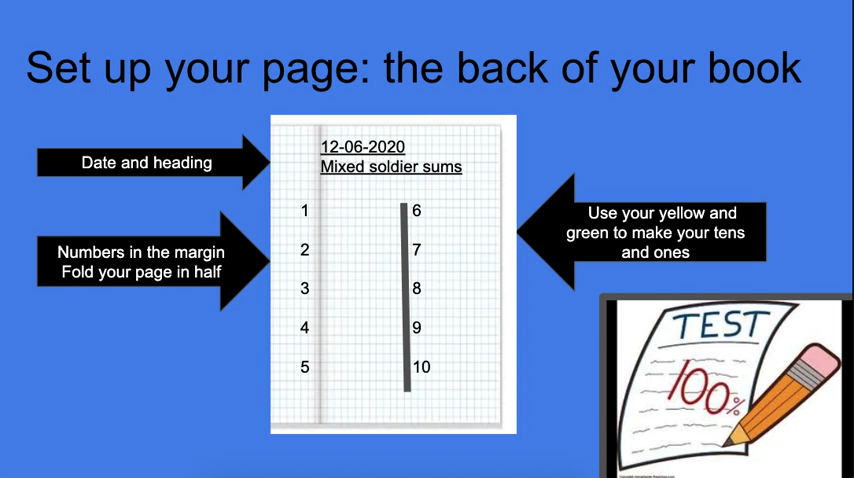 Set up your page: the back of your book
Date and heading
12-06-2020
Mixed soldier sums
Numbers in the margin
Fold your page in half
1
2
3
4
5
6
7
8
9
10
Use your yellow and
green to make your tens
and ones
TEST
100%